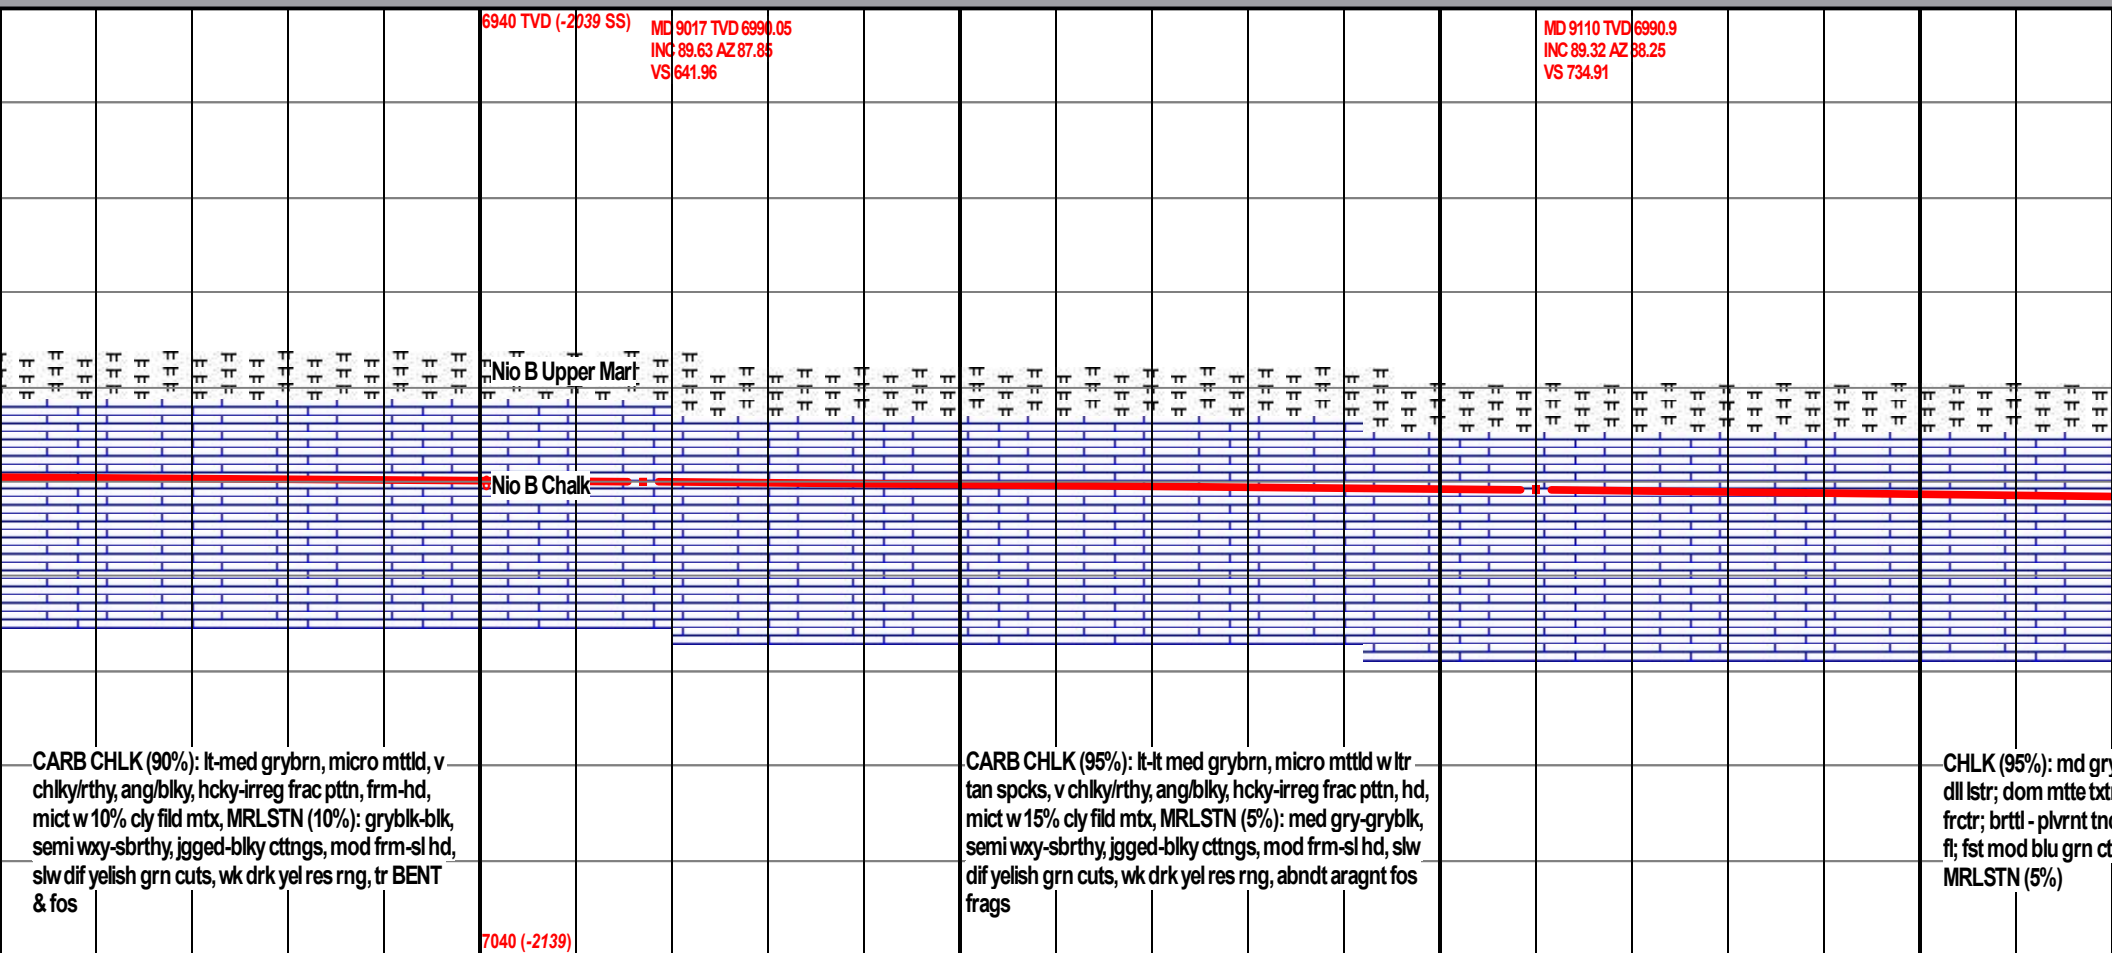 6940 TVD (-2039 SS)
MD 9017 TVD 6990.05
INC 89.63 AZ 87.85
VS 641.96
MD 9110 TVD 6990.9
INC 89.32 AZ 88.25
VS 734.91
Nio B Upper Marl
Nio B Chalk
CARB CHLK (90%): lt-med grybrn, micro mttld, v
chlky/rthy, ang/blky, hcky-irreg frac pttn, frm-hd,
mict w 10% cly fild mtx, MRLSTN (10%): gryblk-blk,
semi wxy-sbrthy, jgged-blky cttngs, mod frm-sl hd,
slw dif yelish grn cuts, wk drk yel res rng, tr BENT
& fos
CARB CHLK (95%): lt-lt med grybrn, micro mttld w ltr
tan spcks, v chlky/rthy, ang/blky, hcky-irreg frac pttn, hd,
mict w 15% cly fild mtx, MRLSTN (5%): med gry-gryblk,
semi wxy-sbrthy, jgged-blky cttngs, mod frm-sl hd, slw
dif yelish grn cuts, wk drk yel res rng, abndt aragnt fos
frags
CHLK (95%): md gry
dll lstr; dom mtte txt
frctr; brttl - plvrnt tn
fl; fst mod blu grn ct
MRLSTN (5%)
7040 (-2139)